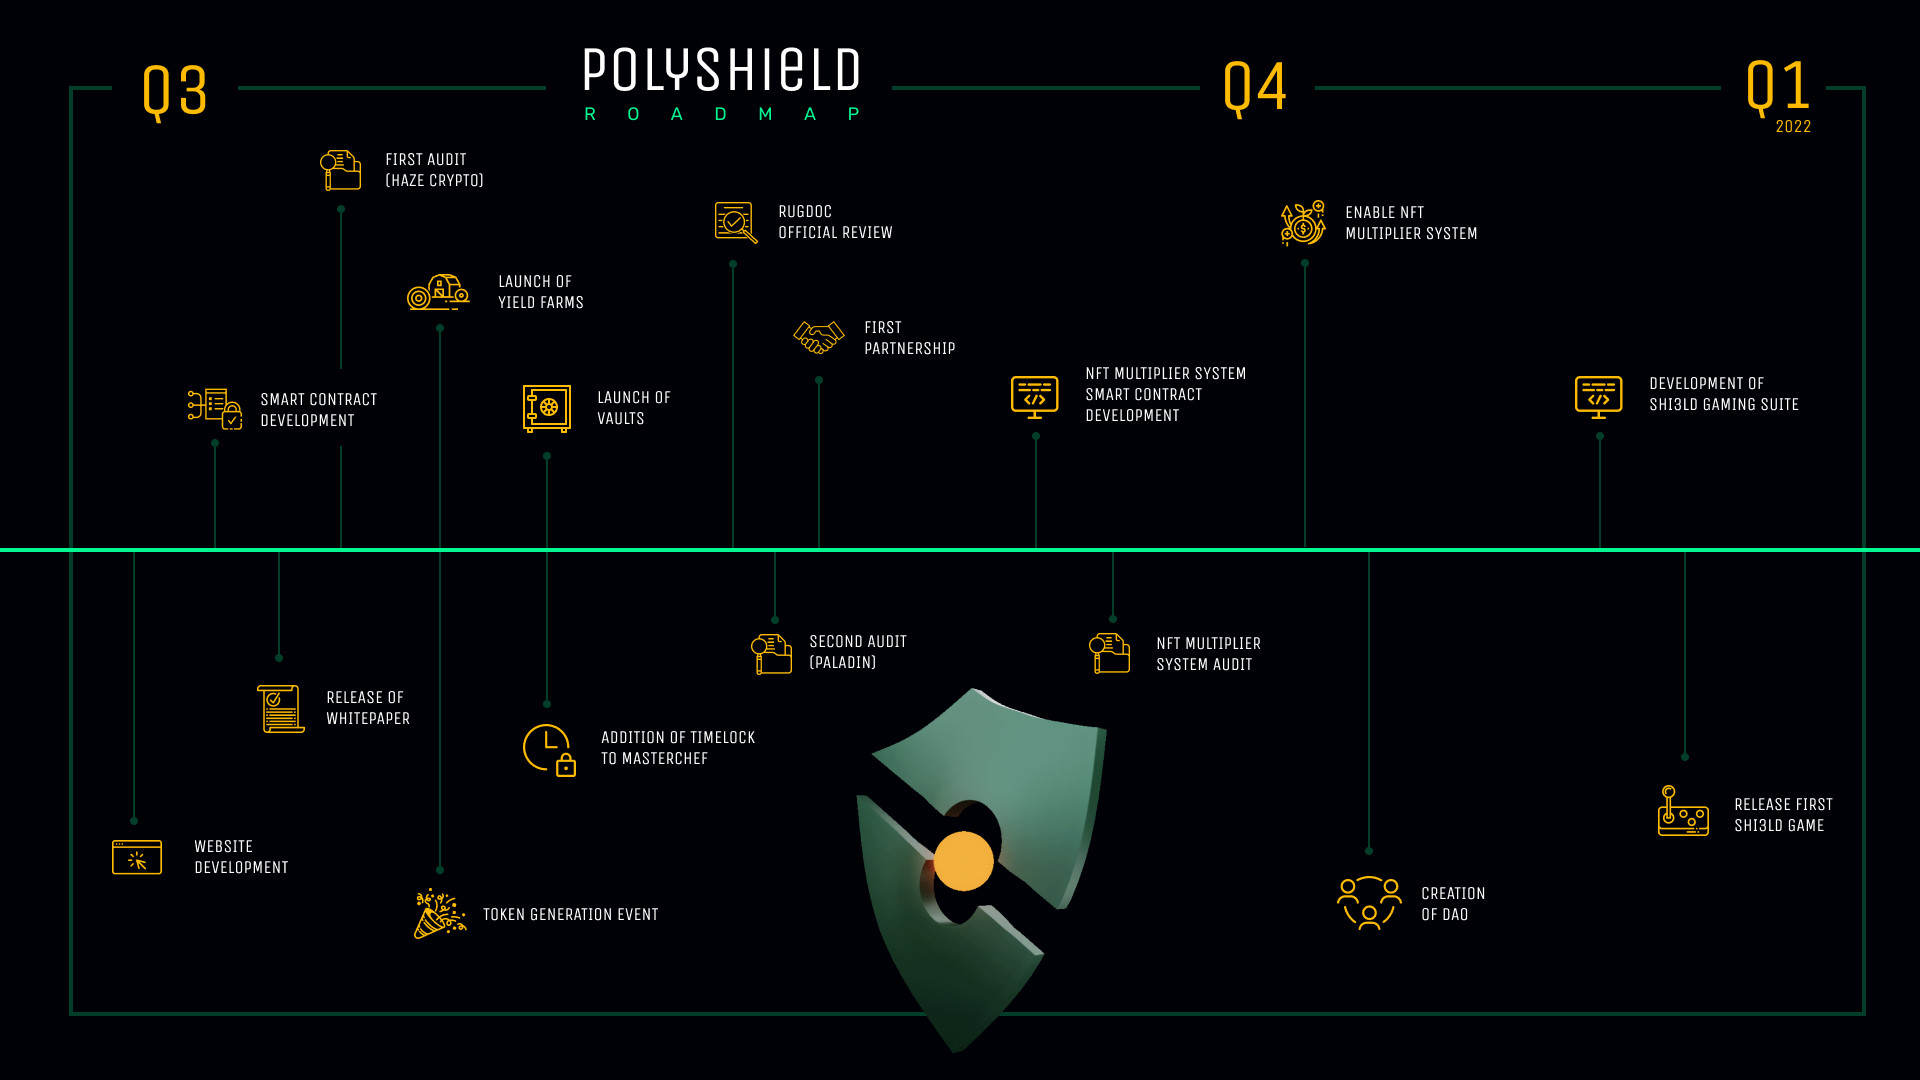 Q3
POLYSHIELD
ROADMAP
Q4
Q1
2022
FIRST AUDIT
(HAZE CRYPTO)
RUGDOC
OFFICIAL REVIEW
ENABLE NFT
MULTIPLIER SYSTEM
LAUNCH OF
YIELD FARMS
FIRST
PARTNERSHIP
SMART CONTRACT
DEVELOPMENT
LAUNCH OF
VAULTS
NFT MULTIPLIER SYSTEM
SMART CONTRACT
DEVELOPMENT
DEVELOPMENT OF
SHI3LD GAMING SUITE
SECOND AUDIT
(PALADIN)
NFT MULTIPLIER
SYSTEM AUDIT
RELEASE OF
WHITEPAPER
ADDITION OF TIMELOCK
TO MASTERCHEF
RELEASE FIRST
SHI3LD GAME
WEBSITE
DEVELOPMENT
TOKEN GENERATION EVENT
CREATION
OF DAO